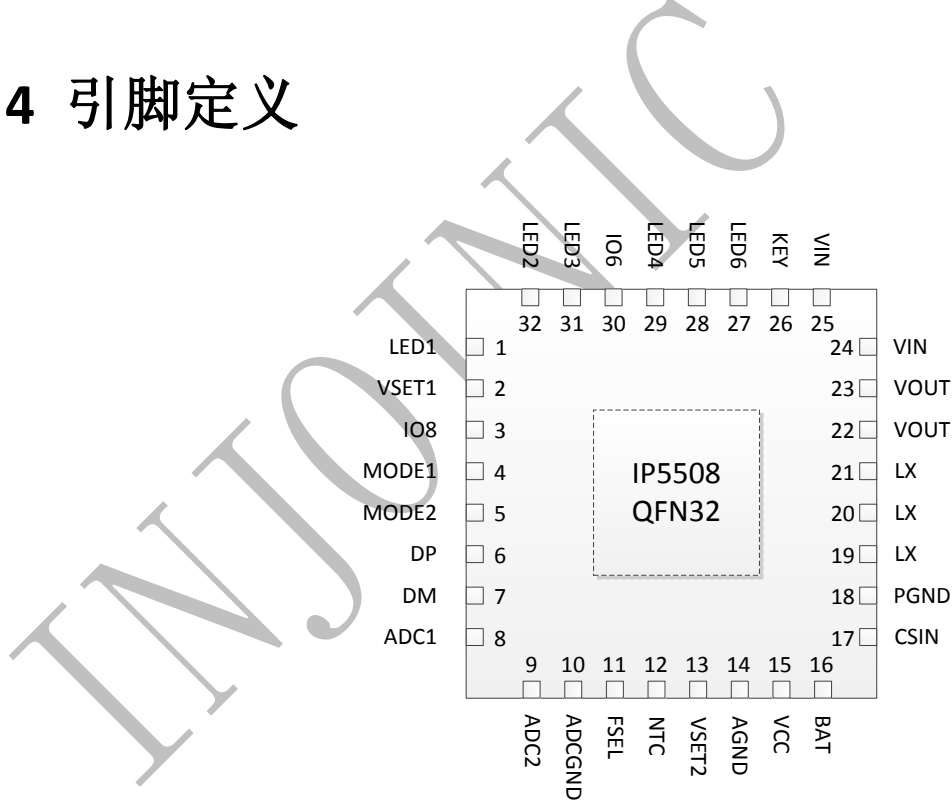 4 引脚定义
LED2 LED3 IO6 LED4 LED5 LED6 KEY VIN
32 31 30 29 28 27 26 25
LED1 1 24 VIN
VSET1 2 23 VOUT
IO8 3 22 VOUT
MODE1 4 21 LX
MODE2 5 20 LX
DP 6 19 LX
DM 7 18 PGND
ADC1 8 17 CSIN
IP5508
QFN32
9 10 11 12 13 14 15 16
ADC2 ADCGND FSEL NTC VSET2 AGND VCC BAT
INJOINIC